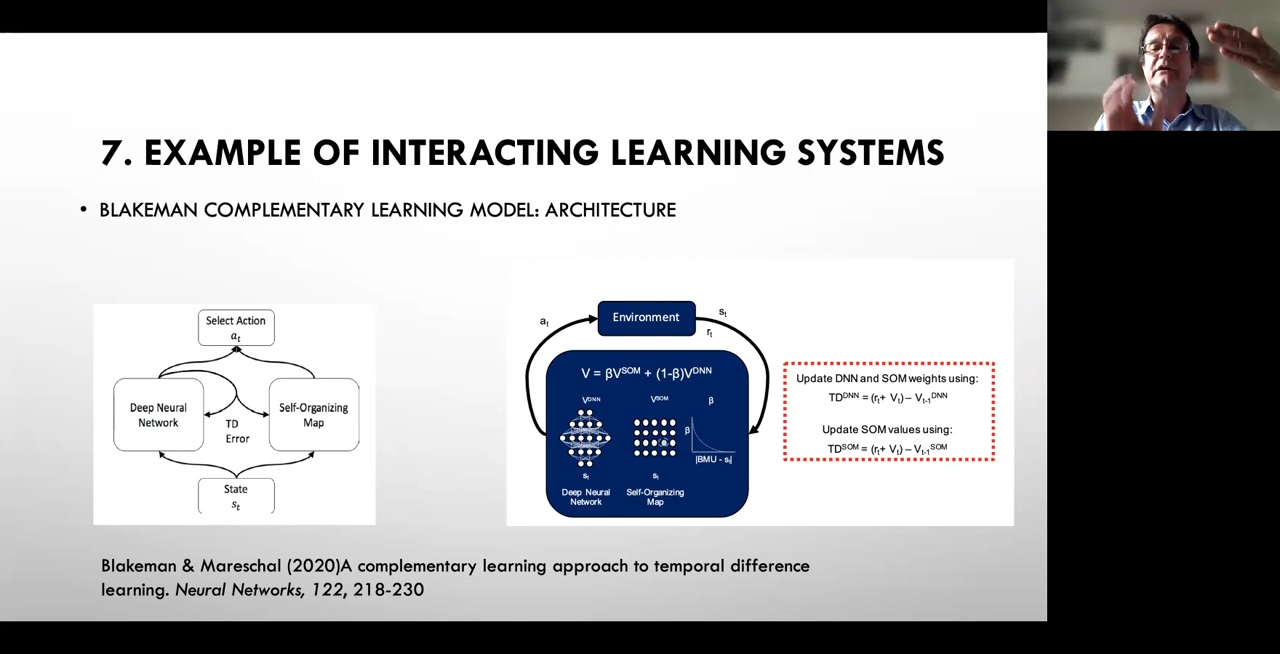 7. EXAMPLE OF INTERACTING LEARNING SYSTEMS
• BLAKEMAN COMPLEMENTARY LEARNING MODEL: ARCHITECTURE
Select Action
aₜ
Deep Neural
Network
TD
Error
Self-Organizing
Map
State
sₜ
Environment
aₜ
sₜ
rₜ
V = βV^SOM + (1-β)V^DNN
V^DNN
V^SOM
β
β
|BMU - sₜ|
sₜ
sₜ
Deep Neural
Network
Self-Organizing
Map
Update DNN and SOM weights using:
TD^DNN = (rₜ+ Vₜ) – Vₜ₋₁^DNN
Update SOM values using:
TD^SOM = (rₜ+ Vₜ) – Vₜ₋₁^SOM
Blakeman & Mareschal (2020)A complementary learning approach to temporal difference
learning. Neural Networks, 122, 218-230